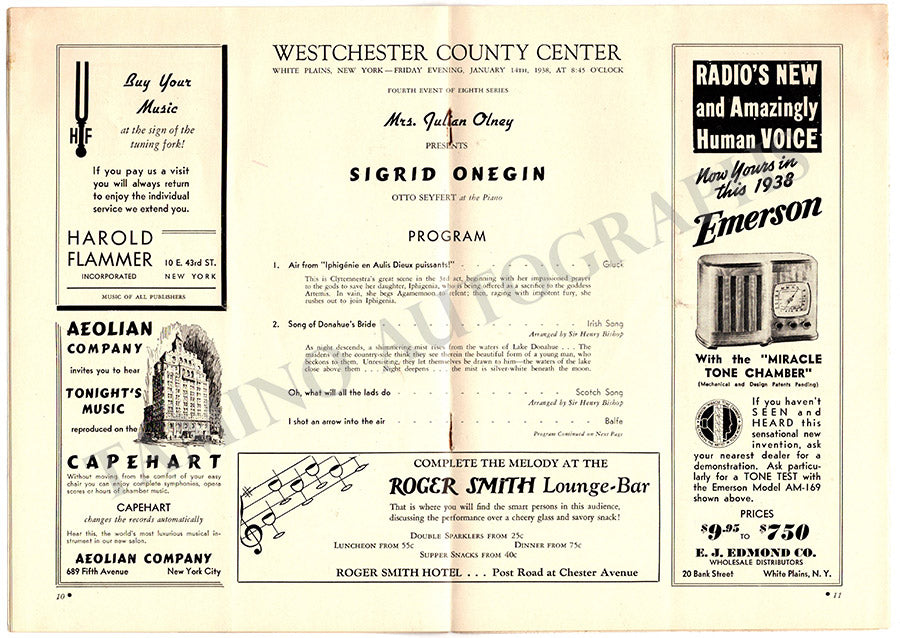 Buy Your
Music
at the sign of the
tuning fork!
H F
If you pay us a visit
you will always return
to enjoy the individual
service we extend you.
HAROLD
FLAMMER
INCORPORATED
10 E. 43rd ST.
NEW YORK
MUSIC OF ALL PUBLISHERS
AEOLIAN
COMPANY
invites you to hear
TONIGHT'S
MUSIC
reproduced on the
CAPEHART
Without moving from the comfort of your easy
chair you can enjoy complete symphonies, opera
scores or hours of chamber music.
CAPEHART
changes the records automatically
Hear this, the world's most luxurious musical in-
strument in our new salon.
AEOLIAN COMPANY
689 Fifth Avenue New York City
10 •
WESTCHESTER COUNTY CENTER
WHITE PLAINS, NEW YORK—FRIDAY EVENING, JANUARY 14TH, 1938, AT 8:45 O'CLOCK
FOURTH EVENT OF EIGHTH SERIES
Mrs. Julian Olney
PRESENTS
SIGRID ONEGIN
OTTO SEYFERT at the Piano
PROGRAM
1. Air from "Iphigénie en Aulis Dieux puissants!" - - - - - - - - Gluck
This is Clytemnestra's great scene in the 3rd act, beginning with her impassioned prayer
to the gods to save her daughter, Iphigenia, who is being offered as a sacrifice to the goddess
Artemis. In vain, she begs Agamemnon to relent; then, raging with impotent fury, she
rushes out to join Iphigenia.
2. Song of Donahue's Bride - - - - - - - - Irish Song
Arranged by Sir Henry Bishop
As night descends, a shimmering mist rises from the waters of Lake Donahue . . . The
maidens of the country-side think they see therein the beautiful form of a young man, who
beckons to them. Unresisting, they let themselves be drawn to him—the waters of the lake
close above them . . . Night deepens . . . the mist is silver-white beneath the moon.
Oh, what will all the lads do - - - - - - - - Scotch Song
Arranged by Sir Henry Bishop
I shot an arrow into the air - - - - - - - - Balfe
Program Continued on Next Page
COMPLETE THE MELODY AT THE
ROGER SMITH Lounge-Bar
That is where you will find the smart persons in this audience,
discussing the performance over a cheery glass and savory snack!
DOUBLE SPARKLERS FROM 25c
LUNCHEON FROM 55c DINNER FROM 75c
SUPPER SNACKS FROM 40c
ROGER SMITH HOTEL . . . Post Road at Chester Avenue
RADIO'S NEW
and Amazingly
Human VOICE
Now Yours in
this 1938
Emerson
With the "MIRACLE
TONE CHAMBER"
(Mechanical and Design Patents Pending)
If you haven't
SEEN and
HEARD this
sensational new
invention, ask
your nearest dealer for a
demonstration. Ask particu-
larly for a TONE TEST with
the Emerson Model AM-169
shown above.
PRICES
$9.95 TO $750
E. J. EDMOND CO.
WHOLESALE DISTRIBUTORS
20 Bank Street White Plains, N. Y.
• 11
TAMINO AUTOGRAPHS